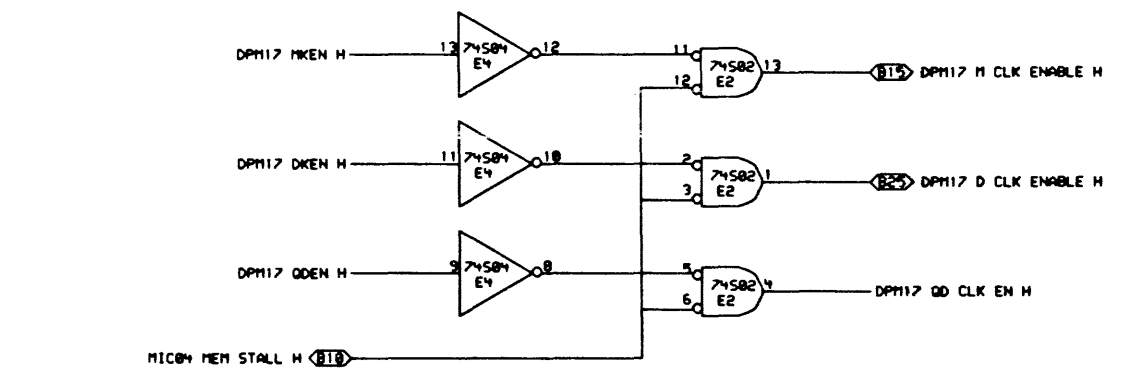 DPM17 MKEN H
13
74S04
E4
12
11
12
74S02
E2
13
B15
DPM17 M CLK ENABLE H
DPM17 DKEN H
11
74S04
E4
10
2
3
74S02
E2
1
B25
DPM17 D CLK ENABLE H
DPM17 QDEN H
9
74S04
E4
8
5
6
74S02
E2
4
DPM17 QD CLK EN H
MIC04 MEM STALL H
B10